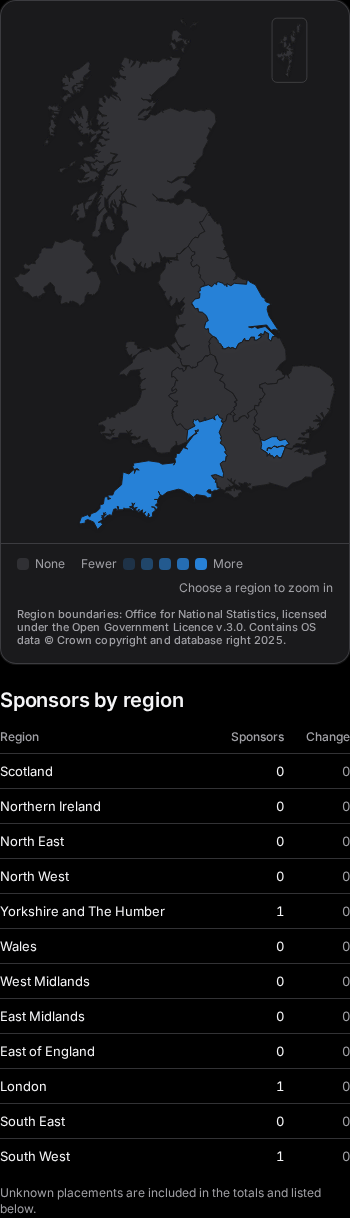 None Fewer More
Choose a region to zoom in
Region boundaries: Office for National Statistics, licensed
under the Open Government Licence v.3.0. Contains OS
data © Crown copyright and database right 2025.
Sponsors by region
Region Sponsors Change
Scotland 0 0
Northern Ireland 0 0
North East 0 0
North West 0 0
Yorkshire and The Humber 1 0
Wales 0 0
West Midlands 0 0
East Midlands 0 0
East of England 0 0
London 1 0
South East 0 0
South West 1 0
Unknown placements are included in the totals and listed
below.